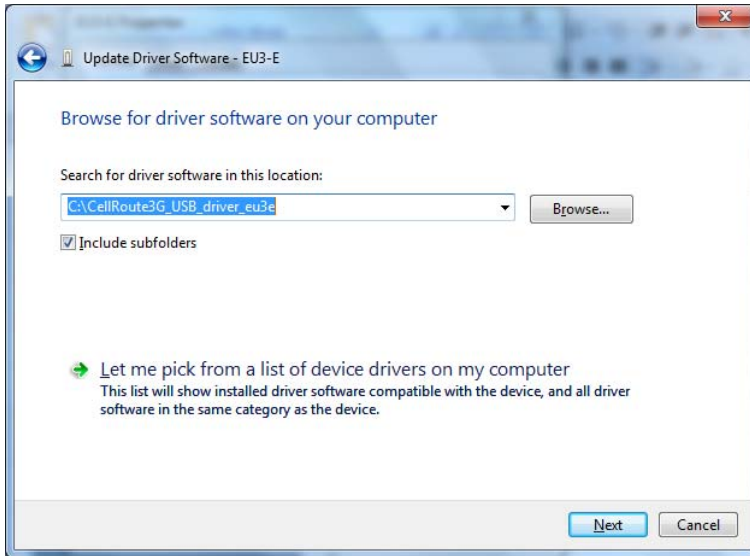 Update Driver Software - EU3-E
Browse for driver software on your computer
Search for driver software in this location:
C:\CellRoute3G_USB_driver_eu3e
Browse...
Include subfolders
Let me pick from a list of device drivers on my computer
This list will show installed driver software compatible with the device, and all driver
software in the same category as the device.
Next
Cancel